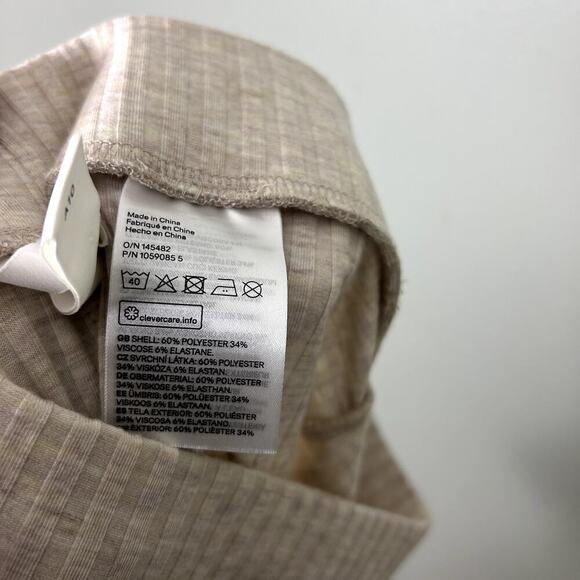 ATO
Made in China
Fabriqué en Chine
Hecho en China
O/N 145482
P/N 1059085 5
40
clevercare.info
GB SHELL: 60% POLYESTER 34%
VISCOSE 6% ELASTANE.
CZ SVRCHNÍ LÁTKA: 60% POLYESTER
34% VISKÓZA 6% ELASTAN.
DE OBERMATERIAL: 60% POLYESTER
34% VISKOSE 6% ELASTHAN.
EE ÜMBRIS: 60% POLÜESTER 34%
VISKOOS 6% ELASTAAN.
ES TELA EXTERIOR: 60% POLIÉSTER
34% VISCOSA 6% ELASTANO.
EXTERIOR: 60% POLIÉSTER 34%